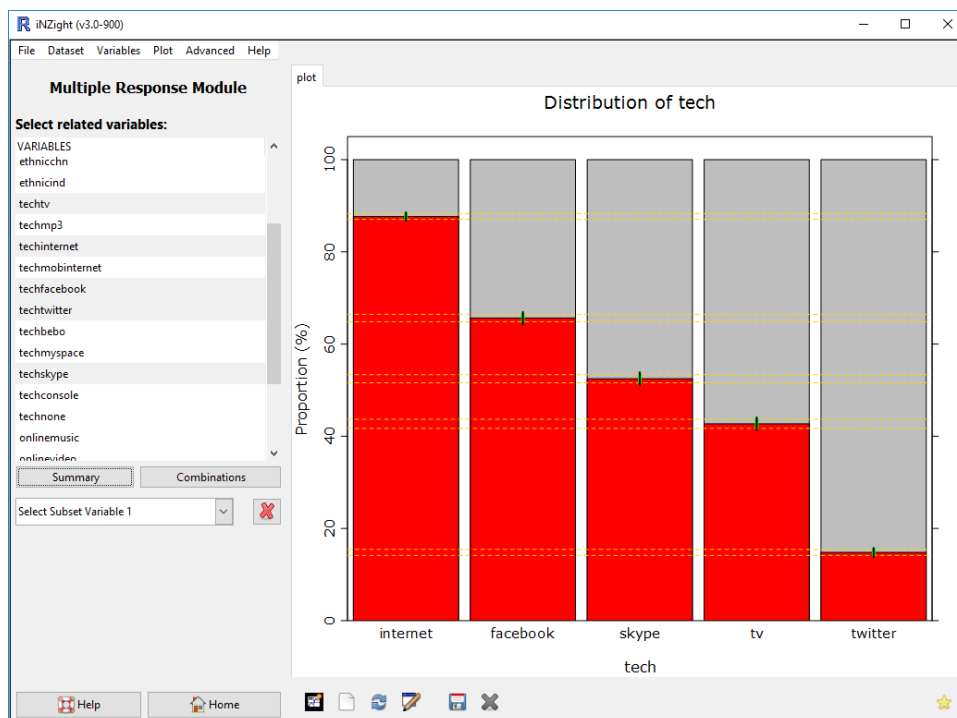 iNZight (v3.0-900)
File Dataset Variables Plot Advanced Help
Multiple Response Module
Select related variables:
VARIABLES
ethnicchn
ethnicind
techtv
techmp3
techinternet
techmobinternet
techfacebook
techtwitter
techbebo
techmyspace
techskype
techconsole
technone
onlinemusic
onlinevideo
Summary Combinations
Select Subset Variable 1
Help Home
plot
Distribution of tech
Proportion (%)
100
80
60
40
20
0
internet facebook skype tv twitter
tech